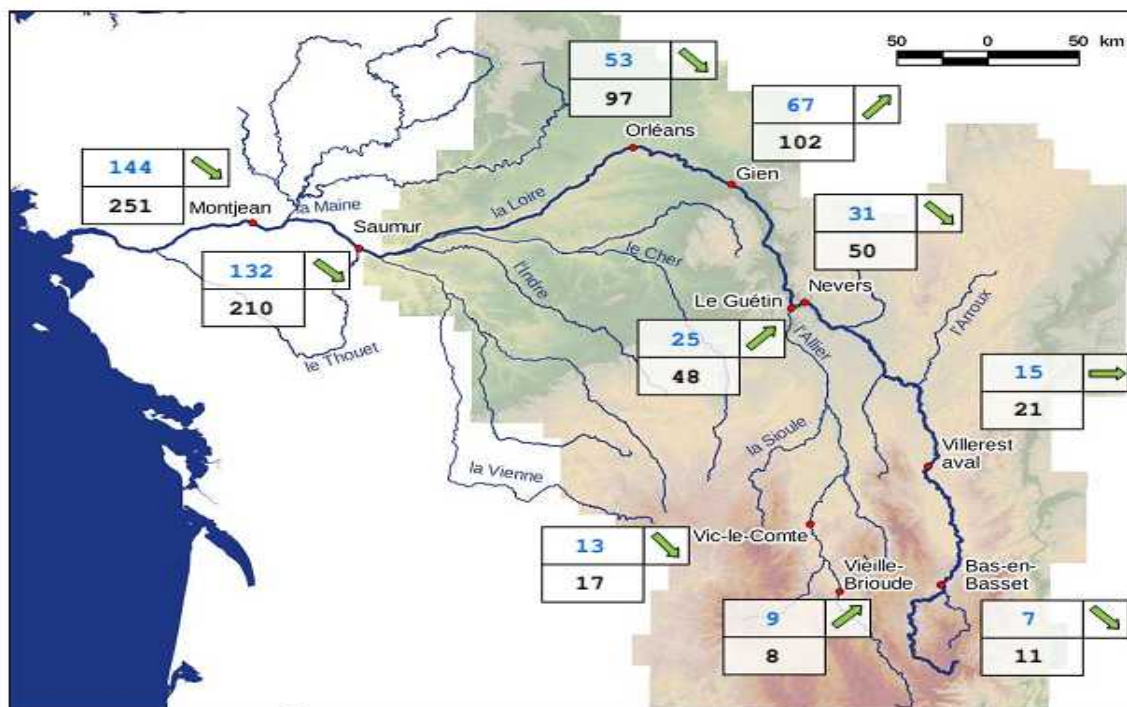 50 0 50 km
53
97
Orléans
67
102
Gien
144
251
Montjean
la Maine
Saumur
la Loire
132
210
le Thouet
le Cher
l'Indre
31
50
Nevers
Le Guétin
25
48
l'Allier
l'Arroux
15
21
Villerest
aval
la Sioule
la Vienne
Vic-le-Comte
13
17
Vieille-
Brioude
9
8
Bas-en-
Basset
7
11